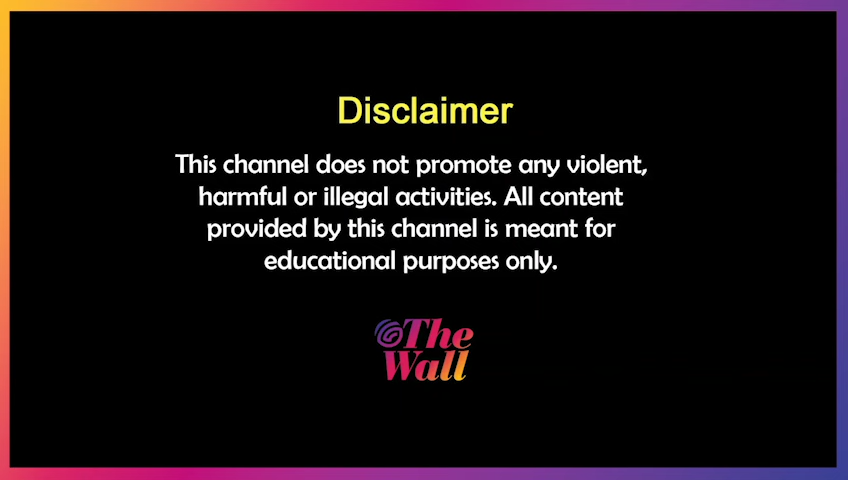 Disclaimer
This channel does not promote any violent,
harmful or illegal activities. All content
provided by this channel is meant for
educational purposes only.
The
Wall